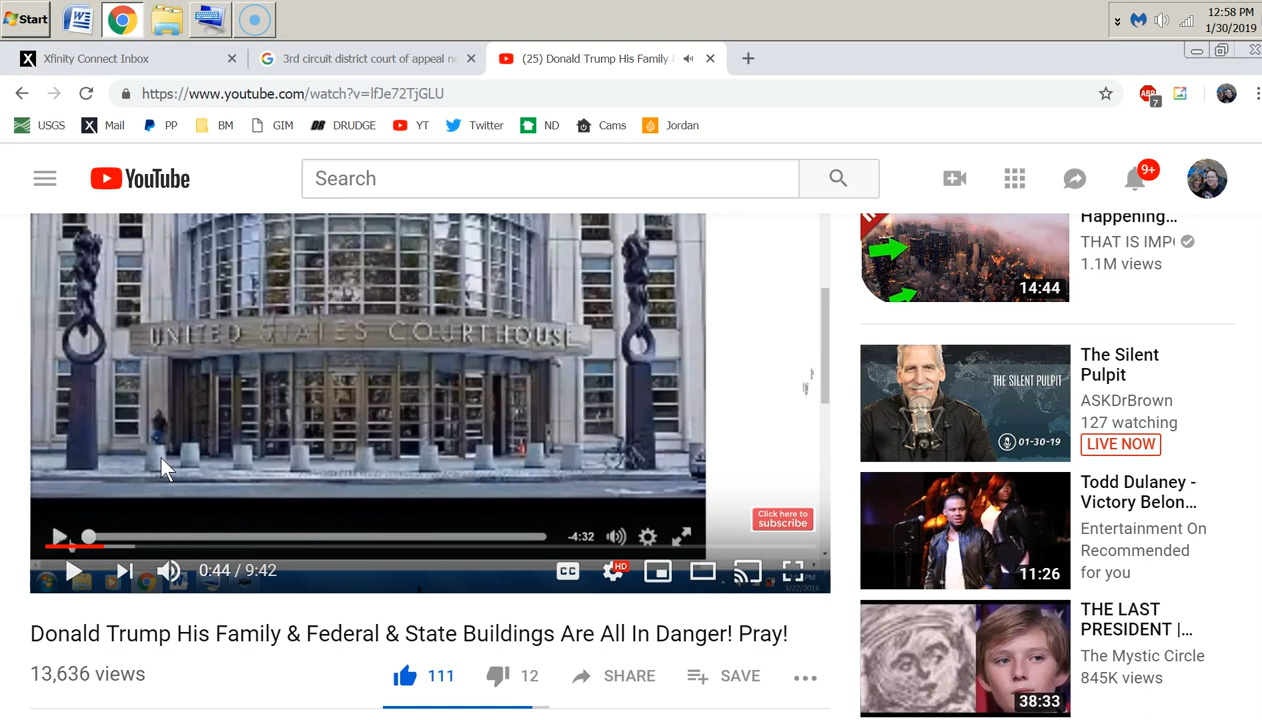 Start
12:58 PM
1/30/2019
Xfinity Connect Inbox
3rd circuit district court of appeal ne
(25) Donald Trump His Family &
https://www.youtube.com/watch?v=lfJe72TjGLU
ABP
7
USGS
Mail
PP
BM
GIM
DRUDGE
YT
Twitter
ND
Cams
Jordan
YouTube
Search
9+
Happening...
THAT IS IMP
1.1M views
14:44
UNITED STATES COURTHOUSE
THE SILENT
PULPIT
01-30-19
The Silent
Pulpit
ASKDrBrown
127 watching
LIVE NOW
Click here to
subscribe
-4:32
0:44 / 9:42
CC
HD
3/22/2016
Todd Dulaney -
Victory Belon...
Entertainment On
Recommended
for you
11:26
Donald Trump His Family & Federal & State Buildings Are All In Danger! Pray!
13,636 views
111
12
SHARE
SAVE
THE LAST
PRESIDENT |...
The Mystic Circle
845K views
38:33